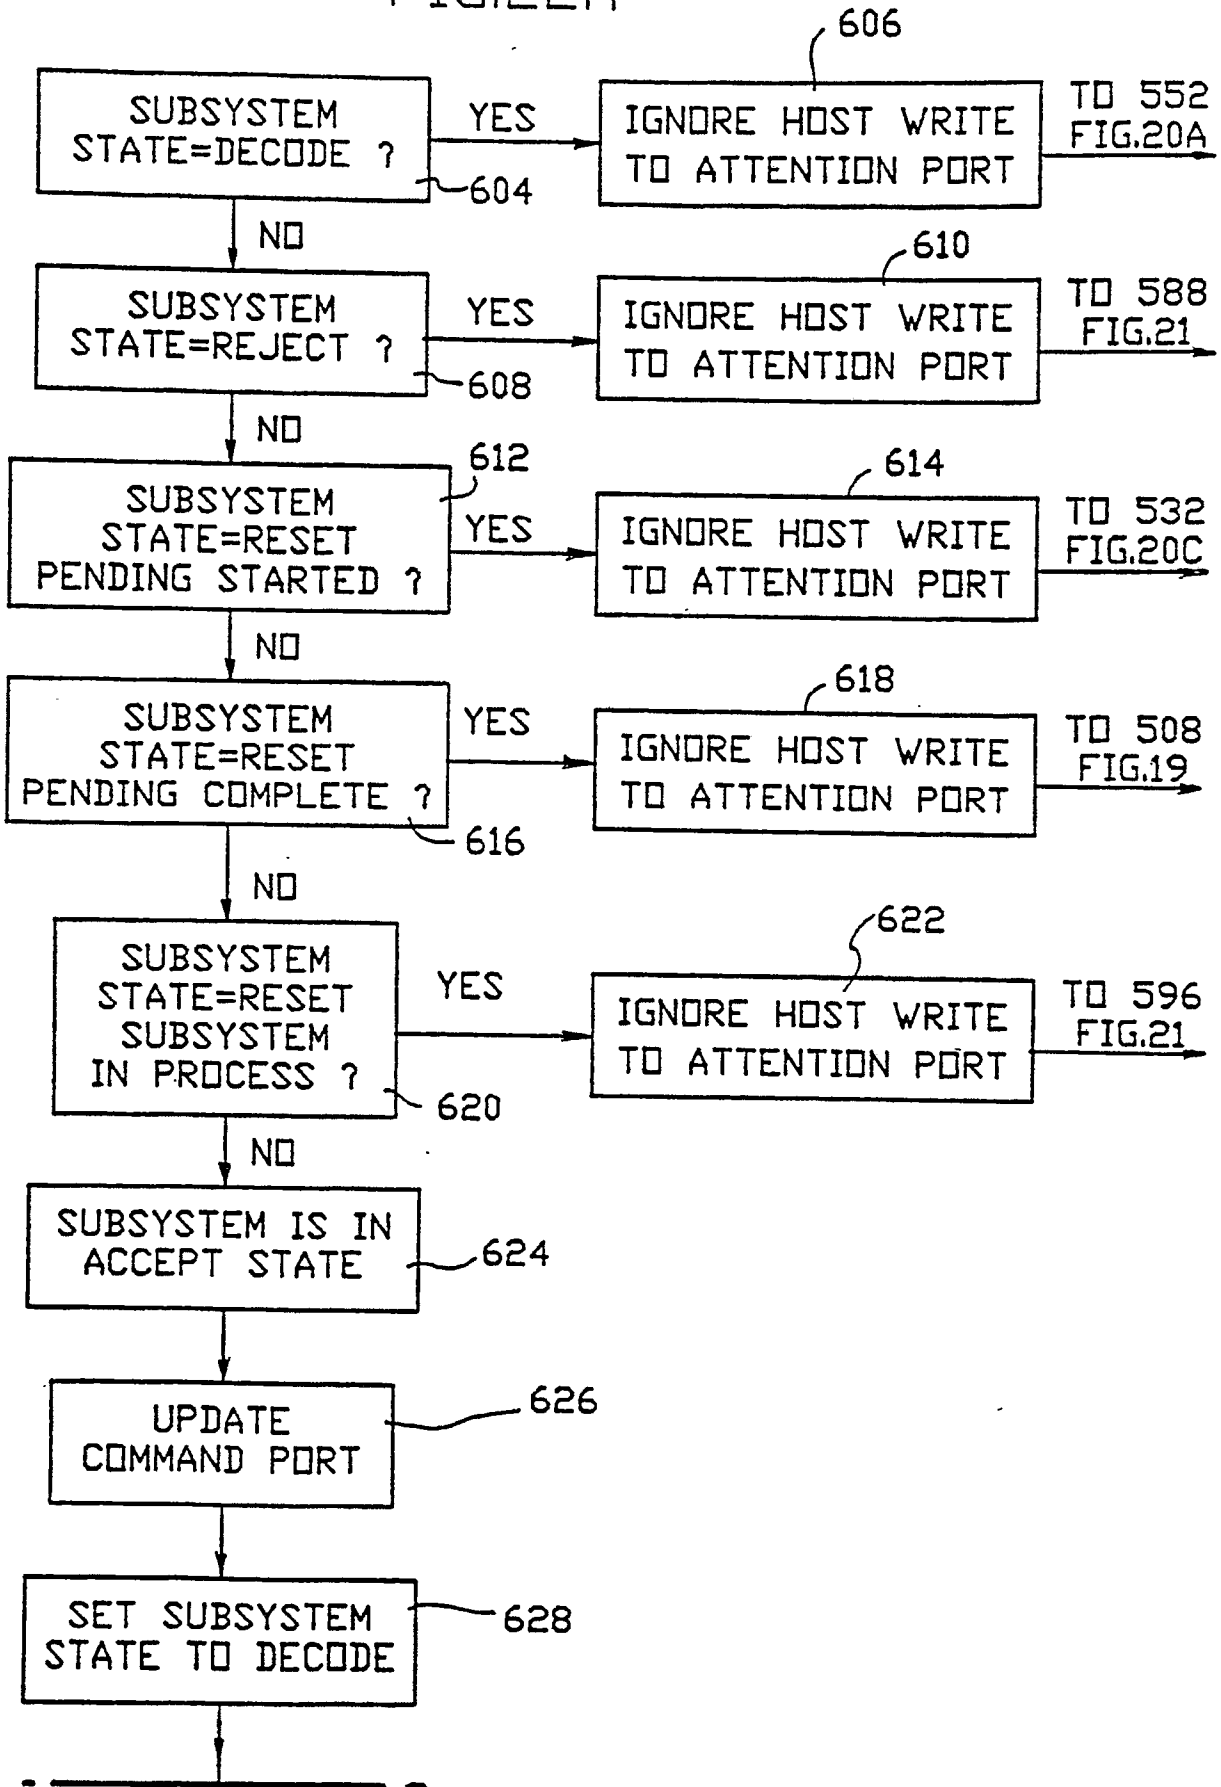 606
SUBSYSTEM
STATE=DECODE ?
604
YES
IGNORE HOST WRITE
TO ATTENTION PORT
TO 552
FIG.20A
NO
610
SUBSYSTEM
STATE=REJECT ?
608
YES
IGNORE HOST WRITE
TO ATTENTION PORT
TO 588
FIG.21
NO
612
614
SUBSYSTEM
STATE=RESET
PENDING STARTED ?
YES
IGNORE HOST WRITE
TO ATTENTION PORT
TO 532
FIG.20C
NO
618
SUBSYSTEM
STATE=RESET
PENDING COMPLETE ?
616
YES
IGNORE HOST WRITE
TO ATTENTION PORT
TO 508
FIG.19
NO
622
SUBSYSTEM
STATE=RESET
SUBSYSTEM
IN PROCESS ?
620
YES
IGNORE HOST WRITE
TO ATTENTION PORT
TO 596
FIG.21
NO
SUBSYSTEM IS IN
ACCEPT STATE
624
UPDATE
COMMAND PORT
626
SET SUBSYSTEM
STATE TO DECODE
628